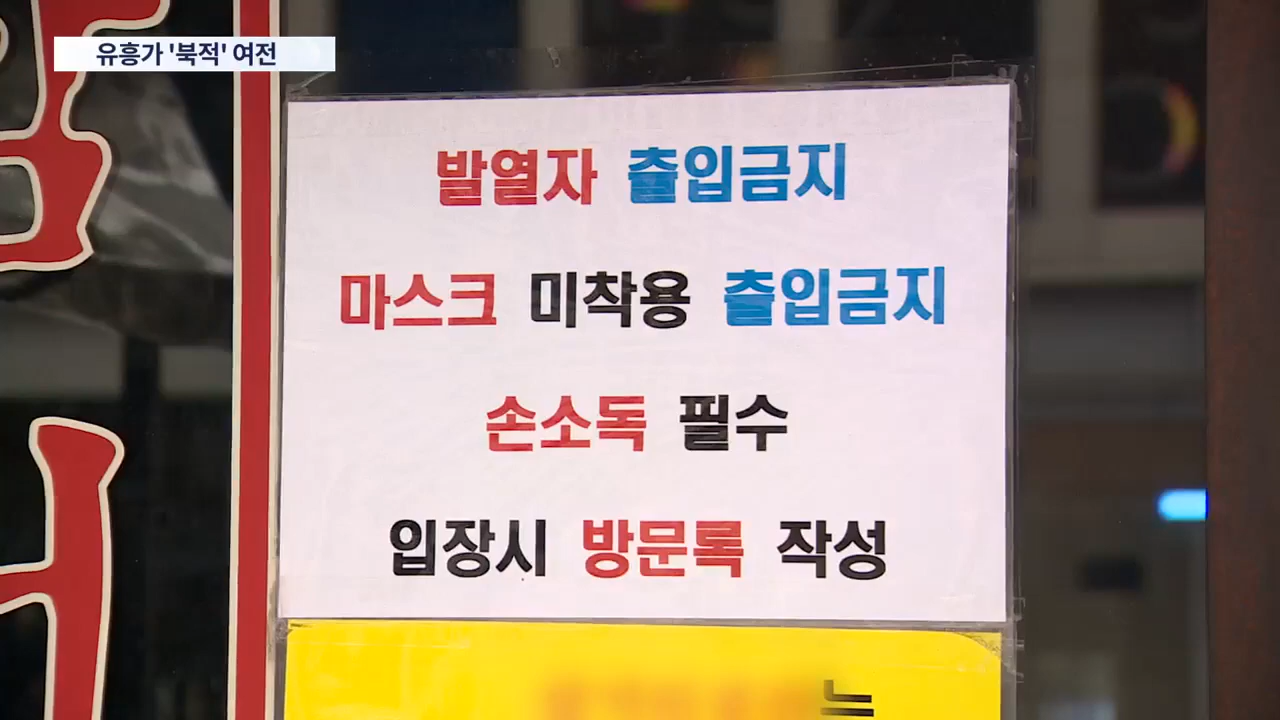 유흥가 '북적' 여전
발열자 출입금지
마스크 미착용 출입금지
손소독 필수
입장시 방문록 작성